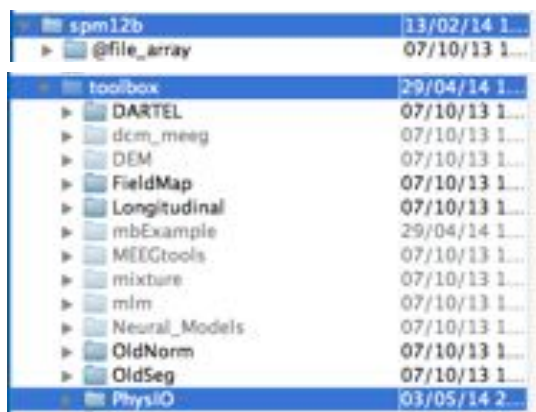 spm12b 13/02/14 1...
@file_array 07/10/13 1...
toolbox 29/04/14 1...
DARTEL 07/10/13 1...
dcm_meeg 07/10/13 1...
DEM 07/10/13 1...
FieldMap 07/10/13 1...
Longitudinal 07/10/13 1...
mbExample 29/04/14 1...
MEEGtools 07/10/13 1...
mixture 07/10/13 1...
mlm 07/10/13 1...
Neural_Models 07/10/13 1...
OldNorm 07/10/13 1...
OldSeg 07/10/13 1...
PhysIO 03/05/14 2...